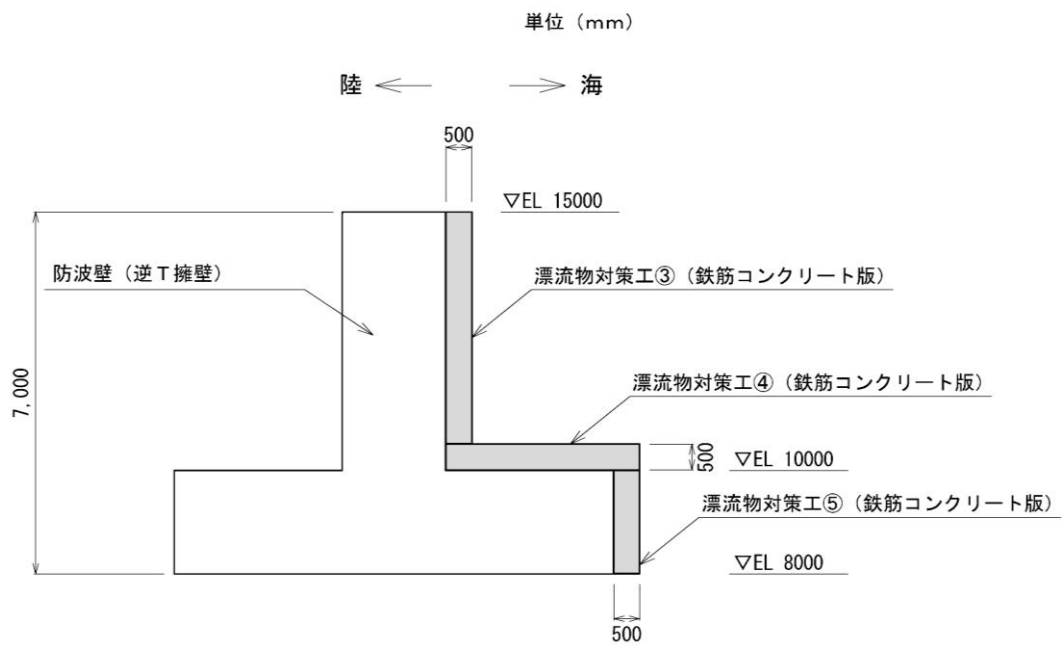 単位（mm）
陸
海
500
▽EL 15000
防波壁（逆Ｔ擁壁）
漂流物対策工③（鉄筋コンクリート版）
7,000
漂流物対策工④（鉄筋コンクリート版）
500
▽EL 10000
漂流物対策工⑤（鉄筋コンクリート版）
▽EL 8000
500